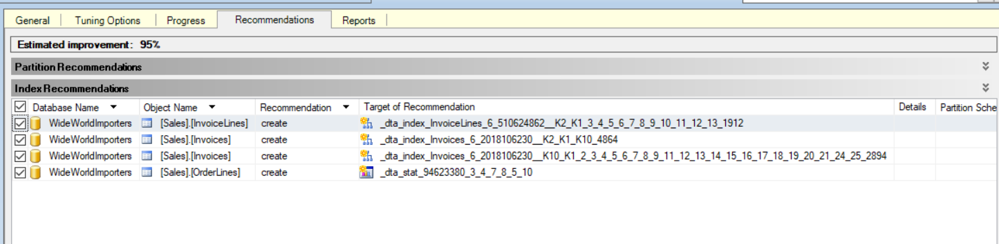 General Tuning Options Progress Recommendations Reports
Estimated improvement: 95%
Partition Recommendations
Index Recommendations
Database Name Object Name Recommendation Target of Recommendation Details Partition Sche
WideWorldImporters [Sales].[InvoiceLines] create _dta_index_InvoiceLines_6_510624862__K2_K1_3_4_5_6_7_8_9_10_11_12_13_1912
WideWorldImporters [Sales].[Invoices] create _dta_index_Invoices_6_2018106230__K2_K1_K10_4864
WideWorldImporters [Sales].[Invoices] create _dta_index_Invoices_6_2018106230__K10_K1_2_3_4_5_6_7_8_9_11_12_13_14_15_16_17_18_19_20_21_24_25_2894
WideWorldImporters [Sales].[OrderLines] create _dta_stat_94623380_3_4_7_8_5_10